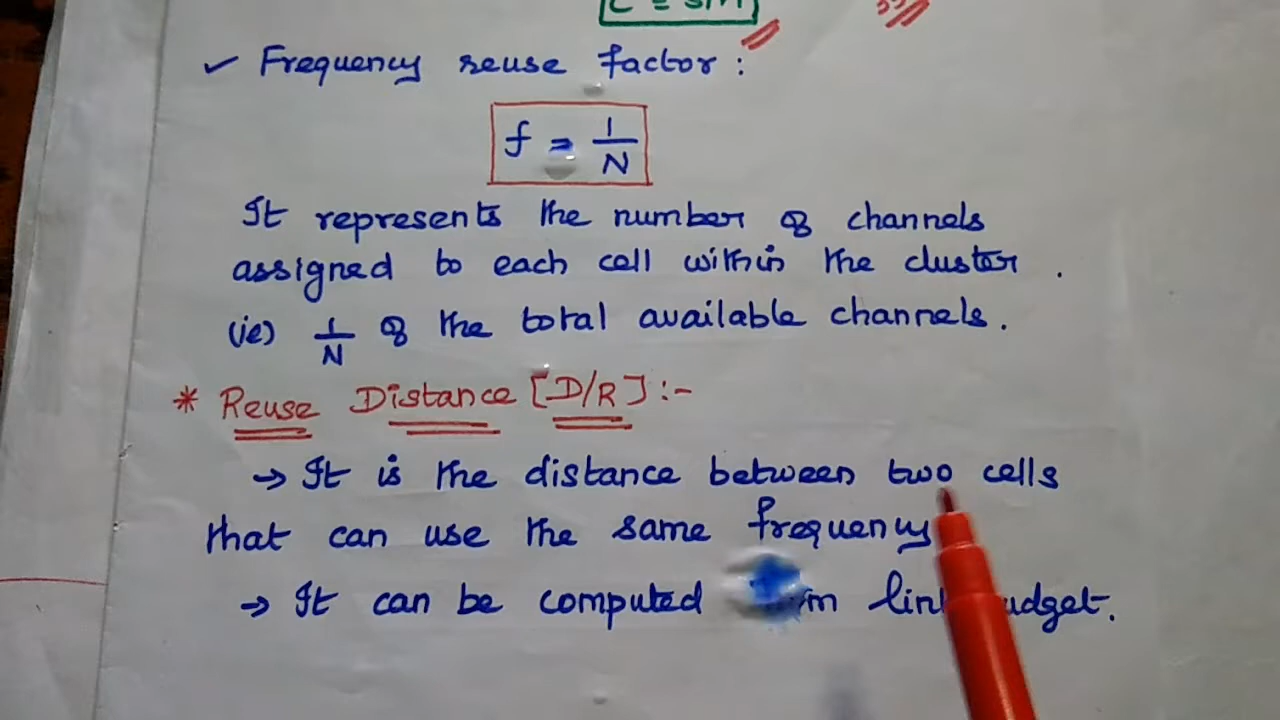 ✓ Frequency reuse factor :
f = 1/N
It represents the number of channels
assigned to each cell within the cluster .
(ie) 1/N of the total available channels.
* Reuse Distance [D/R] :-
→ It is the distance between two cells
that can use the same frequency
→ It can be computed